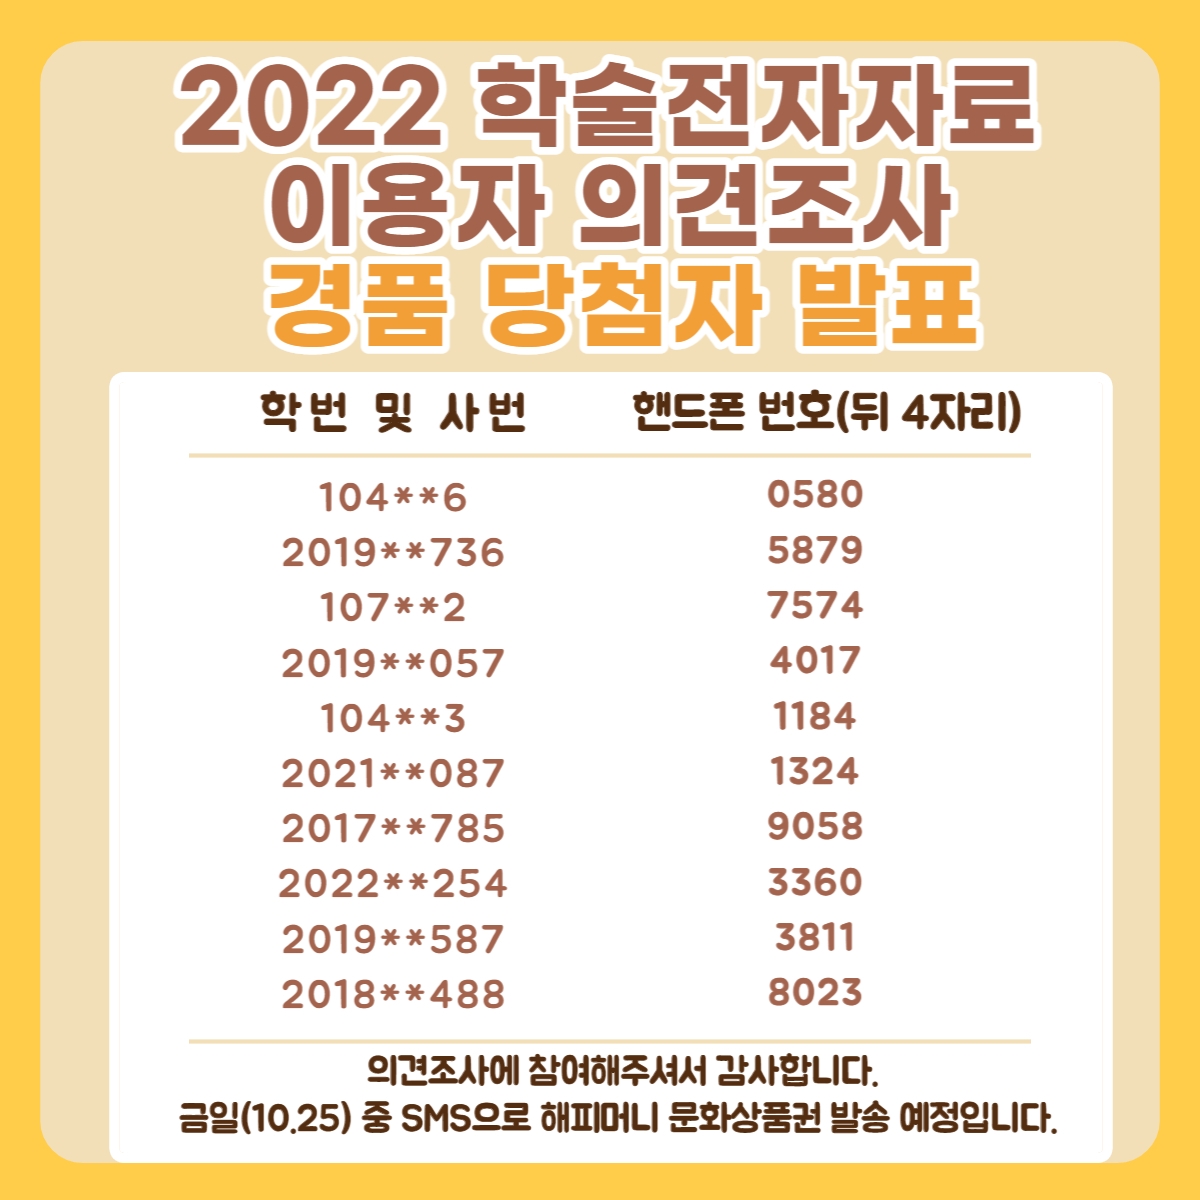 2022 학술전자자료
이용자 의견조사
경품 당첨자 발표
학번 및 사번 핸드폰 번호(뒤 4자리)
104**6 0580
2019**736 5879
107**2 7574
2019**057 4017
104**3 1184
2021**087 1324
2017**785 9058
2022**254 3360
2019**587 3811
2018**488 8023
의견조사에 참여해주셔서 감사합니다.
금일(10.25) 중 SMS으로 해피머니 문화상품권 발송 예정입니다.